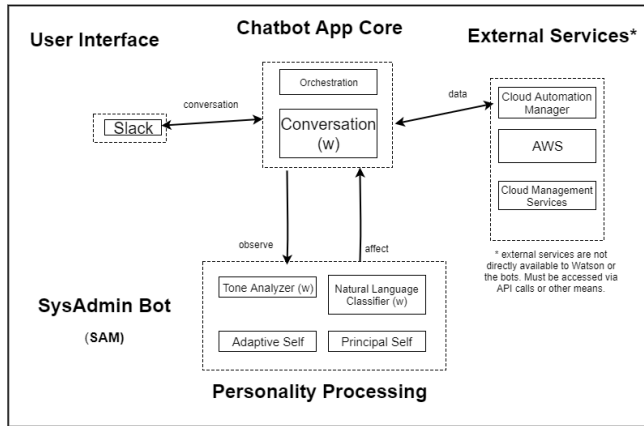 User Interface
Chatbot App Core
External Services*
Orchestration
Conversation
(w)
conversation
Slack
data
Cloud Automation
Manager
AWS
Cloud Management
Services
* external services are not
directly available to Watson or
the bots. Must be accessed via
API calls or other means.
observe
affect
SysAdmin Bot
(SAM)
Tone Analyzer (w)
Natural Language
Classifier (w)
Adaptive Self
Principal Self
Personality Processing